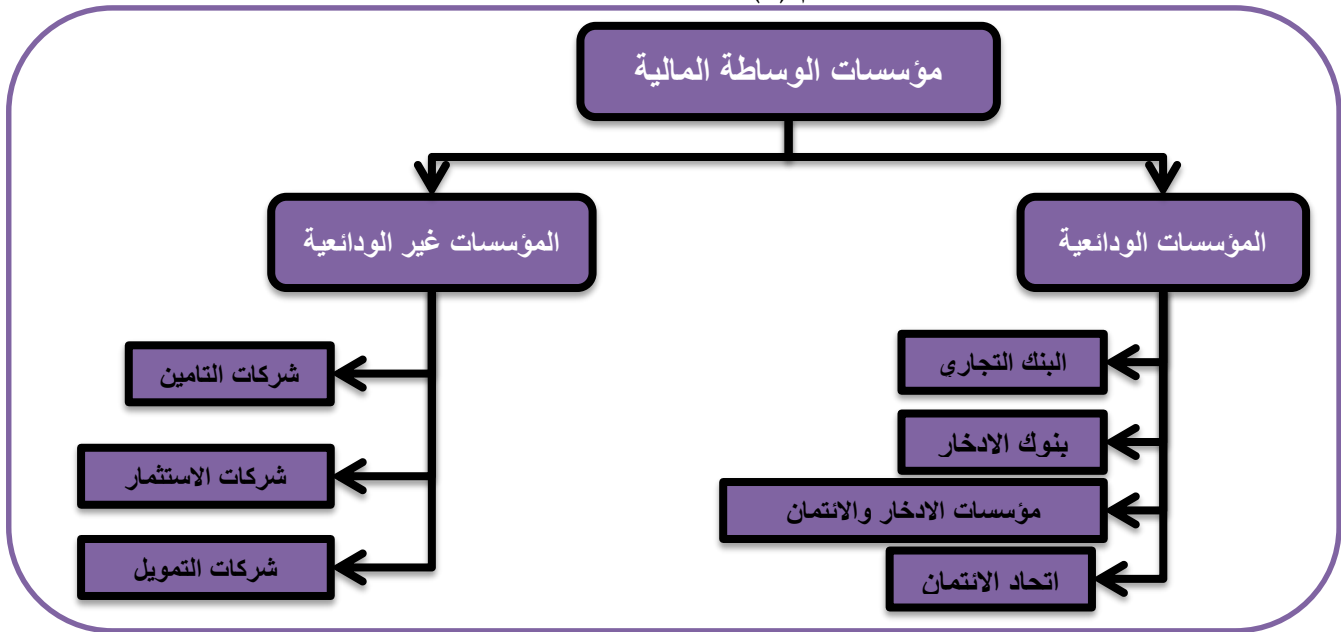 مؤسسات الوساطة المالية
المؤسسات الودائعية
المؤسسات غير الودائعية
البنك التجاري
بنوك الادخار
مؤسسات الادخار والائتمان
اتحاد الائتمان
شركات التامين
شركات الاستثمار
شركات التمويل